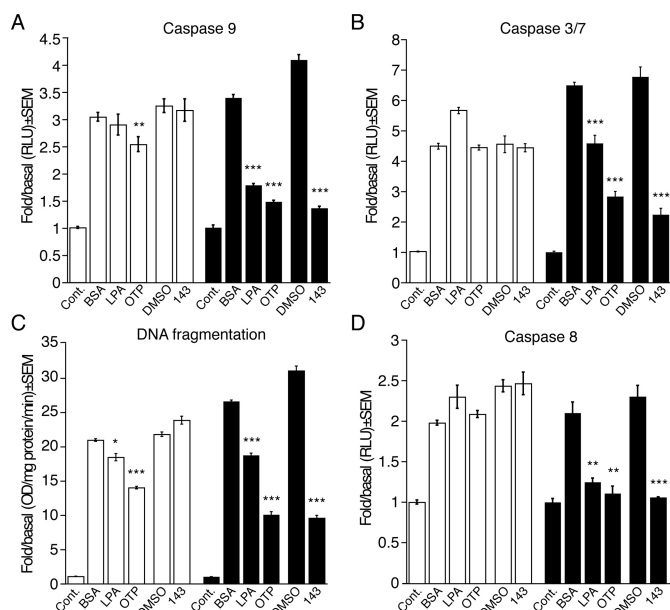 A
Caspase 9
Fold/basal (RLU)±SEM
4.5
4
3.5
3
2.5
2
1.5
1
0.5
0
**
***
***
***
Cont.
BSA
LPA
OTP
DMSO
143
Cont.
BSA
LPA
OTP
DMSO
143
B
Caspase 3/7
Fold/basal (RLU)±SEM
8
7
6
5
4
3
2
1
0
***
***
***
Cont.
BSA
LPA
OTP
DMSO
143
Cont.
BSA
LPA
OTP
DMSO
143
C
DNA fragmentation
Fold/basal (OD/mg protein/min)±SEM
35
30
25
20
15
10
5
0
*
***
***
***
***
Cont.
BSA
LPA
OTP
DMSO
143
Cont.
BSA
LPA
OTP
DMSO
143
D
Caspase 8
Fold/basal (RLU)±SEM
3
2.5
2
1.5
1
0.5
0
**
**
***
Cont.
BSA
LPA
OTP
DMSO
143
Cont.
BSA
LPA
OTP
DMSO
143